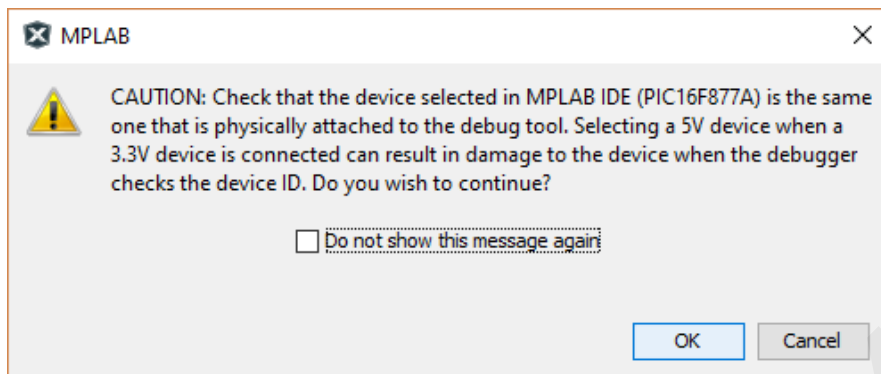 MPLAB
CAUTION: Check that the device selected in MPLAB IDE (PIC16F877A) is the same
one that is physically attached to the debug tool. Selecting a 5V device when a
3.3V device is connected can result in damage to the device when the debugger
checks the device ID. Do you wish to continue?
Do not show this message again
OK Cancel